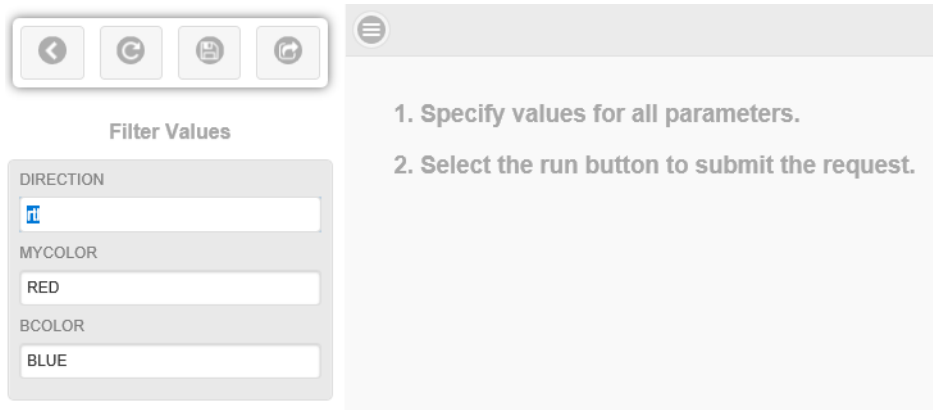 Filter Values
DIRECTION
rtl
MYCOLOR
RED
BCOLOR
BLUE
1. Specify values for all parameters.
2. Select the run button to submit the request.